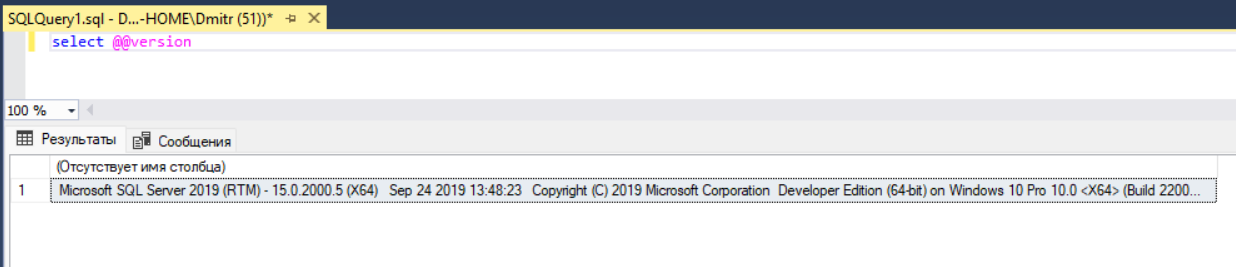 SQLQuery1.sql - D...-HOME\Dmitr (51))*
select @@version
100 %
Результаты Сообщения
(Отсутствует имя столбца)
1 Microsoft SQL Server 2019 (RTM) - 15.0.2000.5 (X64) Sep 24 2019 13:48:23 Copyright (C) 2019 Microsoft Corporation Developer Edition (64-bit) on Windows 10 Pro 10.0 <X64> (Build 2200...